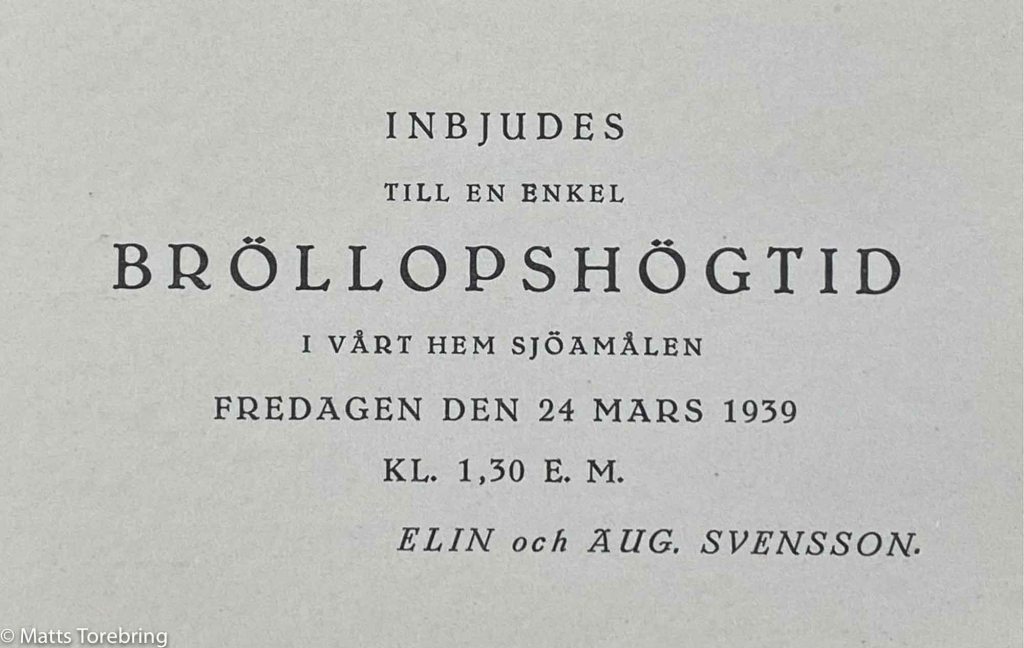 INBJUDES
TILL EN ENKEL
BRÖLLOPSHÖGTID
I VÅRT HEM SJÖAMÅLEN
FREDAGEN DEN 24 MARS 1939
KL. 1,30 E. M.
ELIN och AUG. SVENSSON.
© Matts Torebring